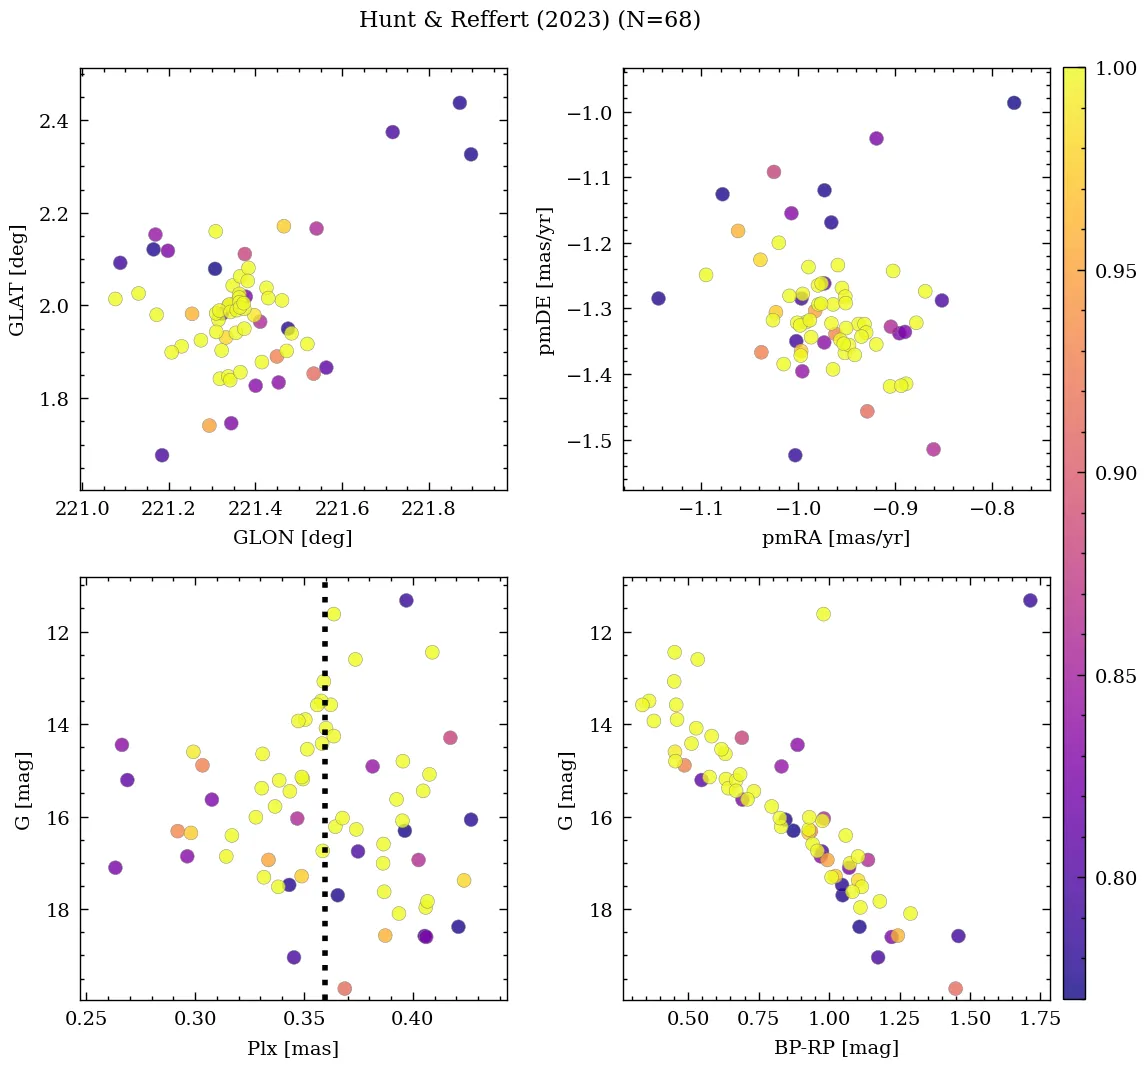 Hunt & Reffert (2023) (N=68)
2.4
2.2
2.0
1.8
GLAT [deg]
221.0 221.2 221.4 221.6 221.8
GLON [deg]
−1.0
−1.1
−1.2
−1.3
−1.4
−1.5
pmDE [mas/yr]
−1.1 −1.0 −0.9 −0.8
pmRA [mas/yr]
12
14
16
18
G [mag]
0.25 0.30 0.35 0.40
Plx [mas]
12
14
16
18
G [mag]
0.50 0.75 1.00 1.25 1.50 1.75
BP-RP [mag]
1.00
0.95
0.90
0.85
0.80